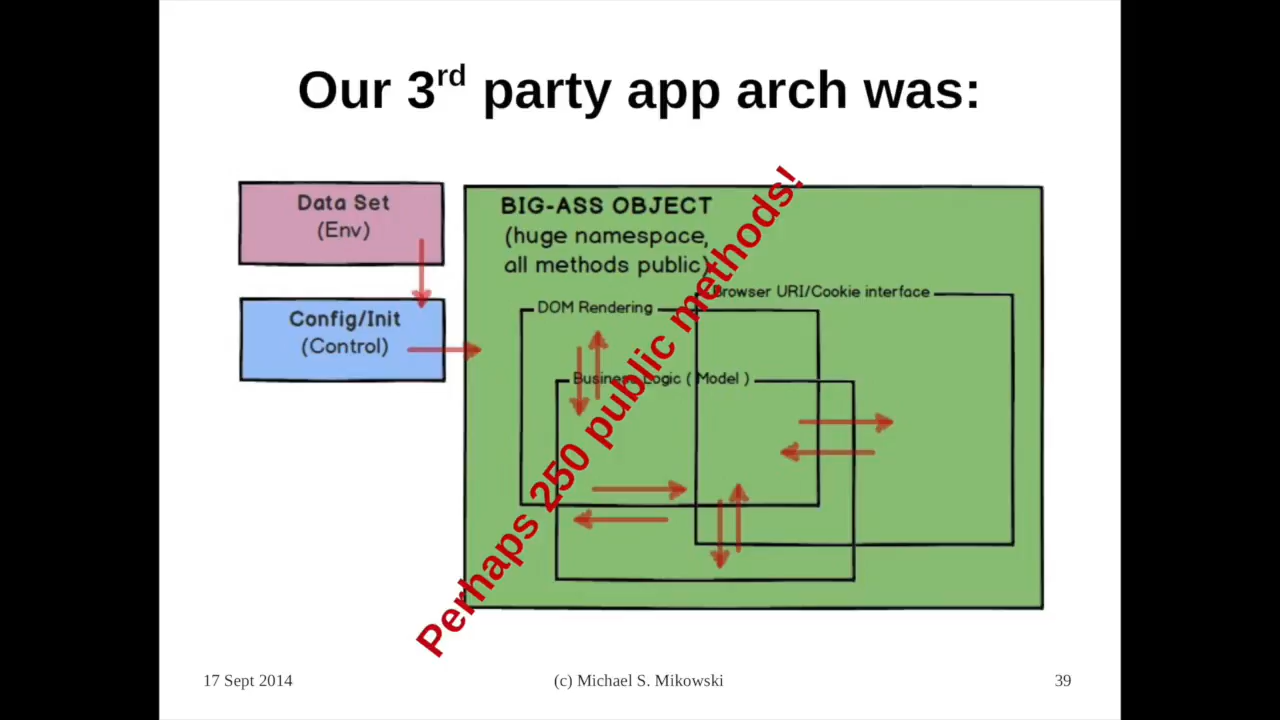 Our 3rd party app arch was:
Data Set
(Env)
Config/Init
(Control)
BIG-ASS OBJECT
(huge namespace,
all methods public)
Browser URI/Cookie interface
DOM Rendering
Business Logic ( Model )
Perhaps 250 public methods!
17 Sept 2014
(c) Michael S. Mikowski
39